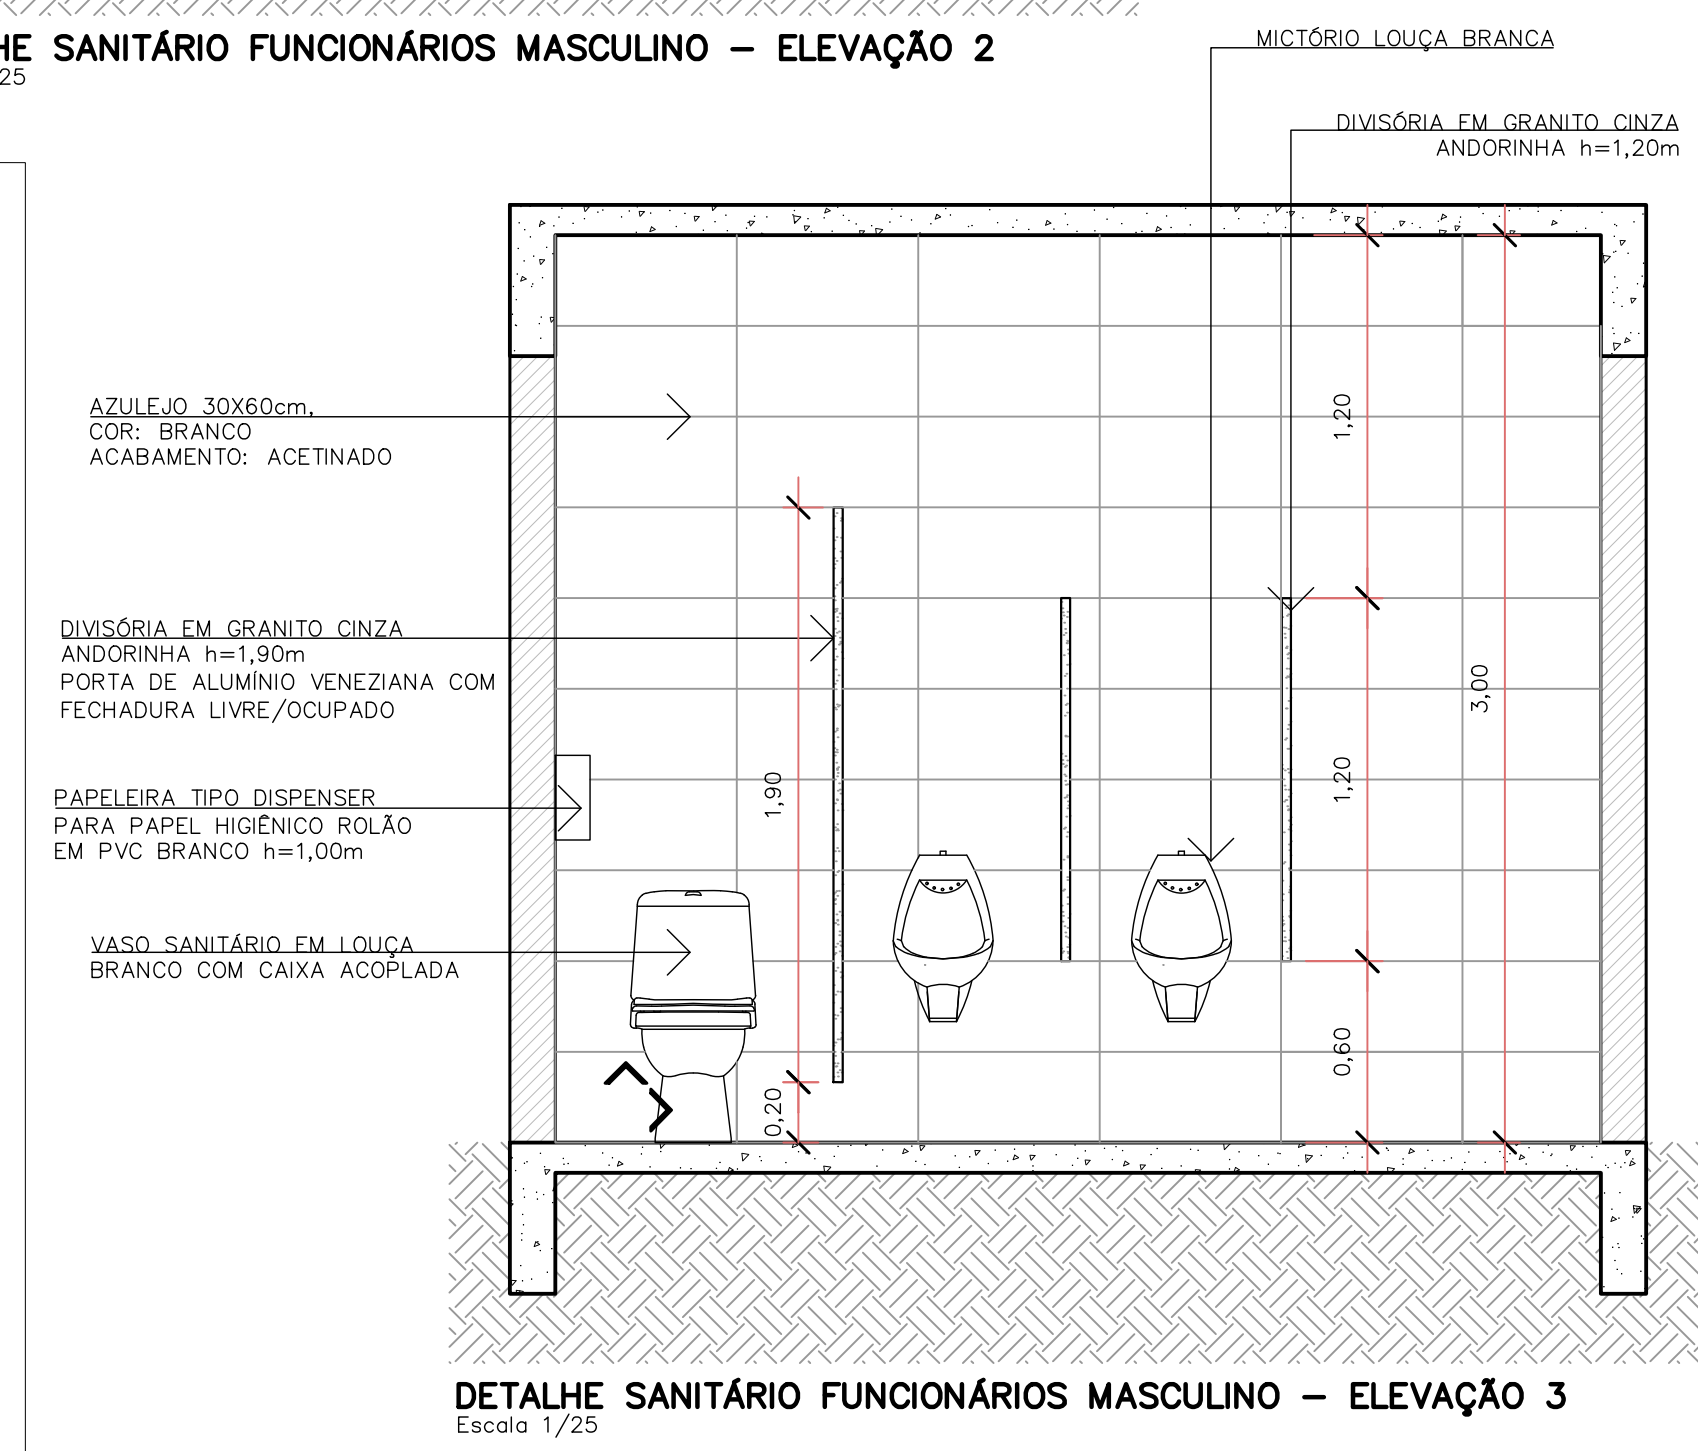 HE SANITÁRIO FUNCIONÁRIOS MASCULINO – ELEVAÇÃO 2
25
MICTÓRIO LOUÇA BRANCA
DIVISÓRIA EM GRANITO CINZA
ANDORINHA h=1,20m
AZULEJO 30X60cm,
COR: BRANCO
ACABAMENTO: ACETINADO
1,20
DIVISÓRIA EM GRANITO CINZA
ANDORINHA h=1,90m
PORTA DE ALUMÍNIO VENEZIANA COM
FECHADURA LIVRE/OCUPADO
3,00
1,90
1,20
PAPELEIRA TIPO DISPENSER
PARA PAPEL HIGIÊNICO ROLÃO
EM PVC BRANCO h=1,00m
VASO SANITÁRIO EM LOUÇA
BRANCO COM CAIXA ACOPLADA
0,60
0,20
DETALHE SANITÁRIO FUNCIONÁRIOS MASCULINO – ELEVAÇÃO 3
Escala 1/25